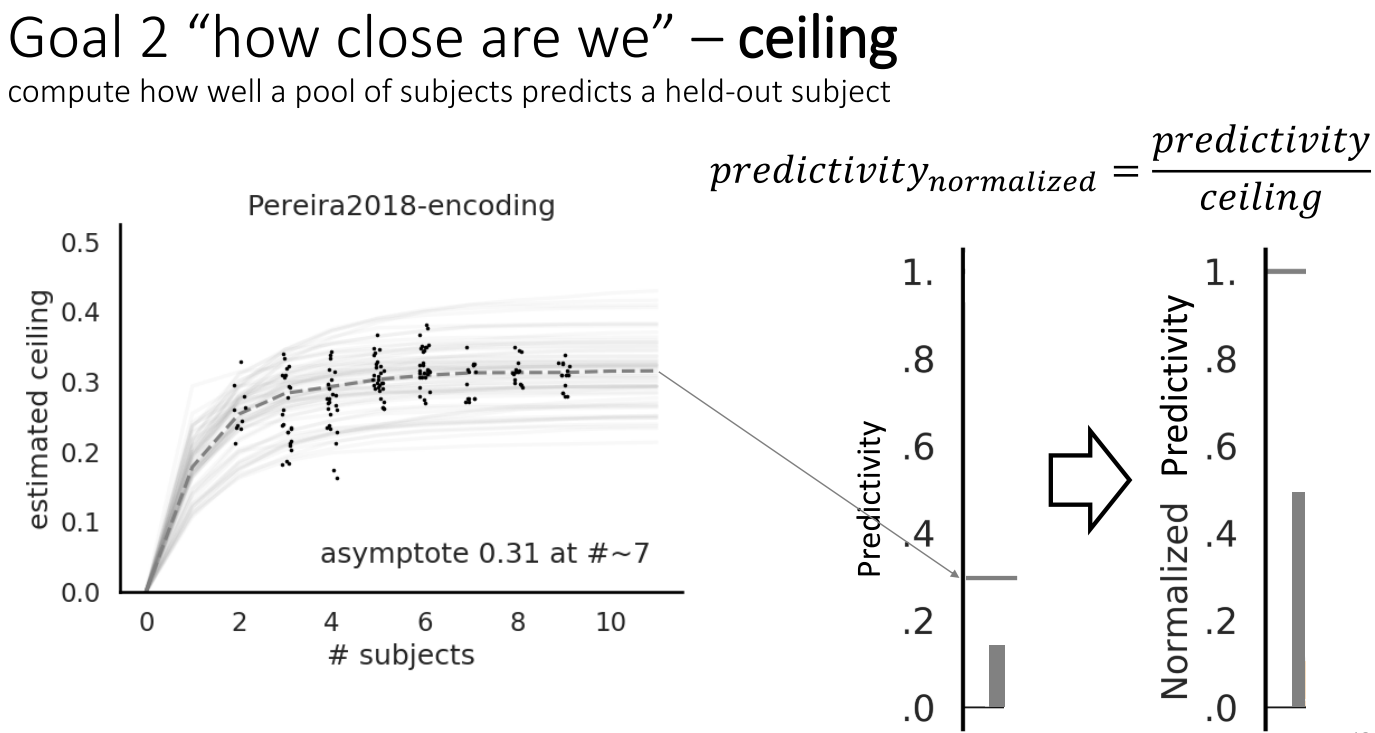 Goal 2 “how close are we” – ceiling
compute how well a pool of subjects predicts a held-out subject
predictivity_normalized = predictivity / ceiling
Pereira2018-encoding
estimated ceiling
0.5
0.4
0.3
0.2
0.1
0.0
asymptote 0.31 at #~7
0 2 4 6 8 10
# subjects
Predictivity
1.
.8
.6
.4
.2
.0
Normalized Predictivity
1.
.8
.6
.4
.2
.0